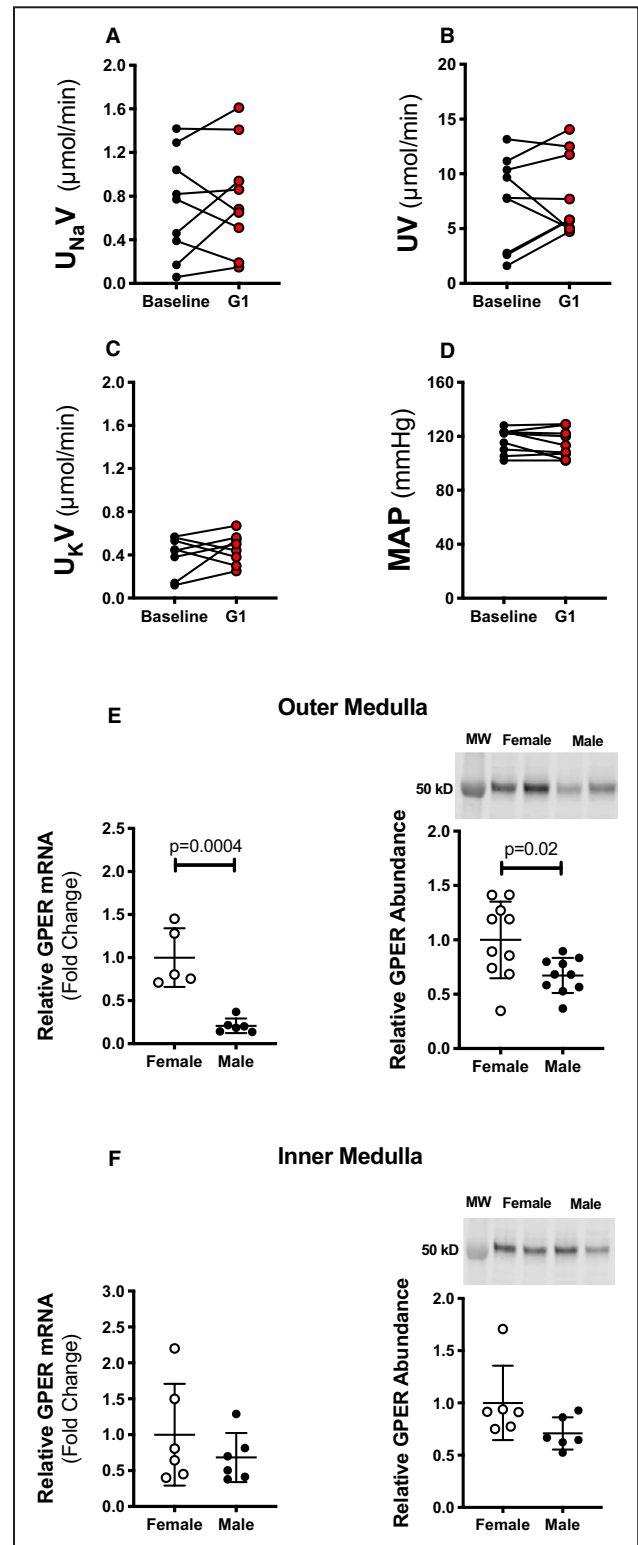 A
U_NaV (µmol/min)
2.0
1.6
1.2
0.8
0.4
0.0
Baseline G1
B
UV (µmol/min)
20
15
10
5
0
Baseline G1
C
U_KV (µmol/min)
2.0
1.6
1.2
0.8
0.4
0.0
Baseline G1
D
MAP (mmHg)
160
120
80
40
0
Baseline G1
E
Outer Medulla
Relative GPER mRNA
(Fold Change)
2.5
2.0
1.5
1.0
0.5
0.0
p=0.0004
Female Male
MW Female Male
50 kD
Relative GPER Abundance
2.0
1.5
1.0
0.5
0.0
p=0.02
Female Male
F
Inner Medulla
Relative GPER mRNA
(Fold Change)
3.0
2.5
2.0
1.5
1.0
0.5
0.0
Female Male
MW Female Male
50 kD
Relative GPER Abundance
2.0
1.5
1.0
0.5
0.0
Female Male